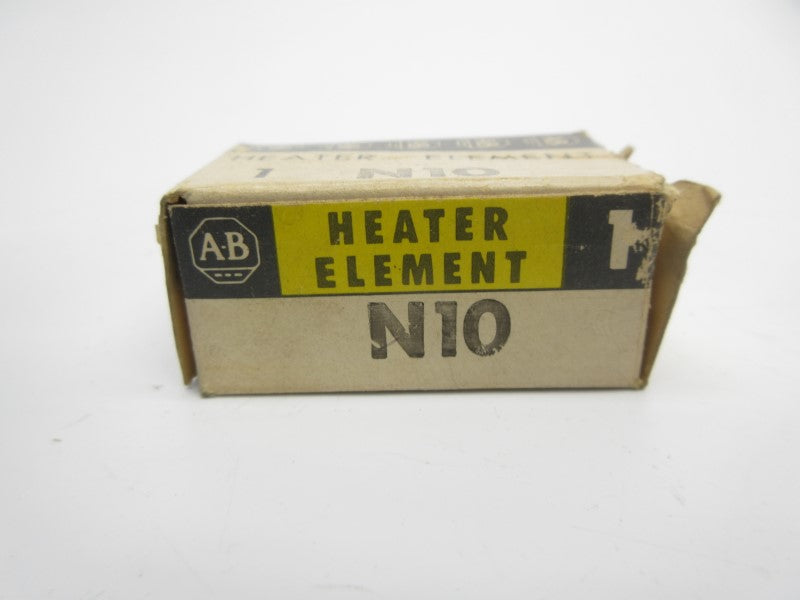 HEATER ELEMENT
1 N10
A-B
HEATER
ELEMENT
1
N10